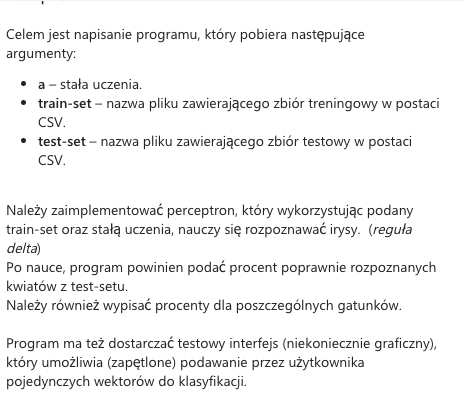 Celem jest napisanie programu, który pobiera następujące
argumenty:
• a – stała uczenia.
• train-set – nazwa pliku zawierającego zbiór treningowy w postaci
CSV.
• test-set – nazwa pliku zawierającego zbiór testowy w postaci
CSV.
Należy zaimplementować perceptron, który wykorzystując podany
train-set oraz stałą uczenia, nauczy się rozpoznawać irysy. (reguła
delta)
Po nauce, program powinien podać procent poprawnie rozpoznanych
kwiatów z test-setu.
Należy również wypisać procenty dla poszczególnych gatunków.
Program ma też dostarczać testowy interfejs (niekoniecznie graficzny),
który umożliwia (zapętlone) podawanie przez użytkownika
pojedynczych wektorów do klasyfikacji.